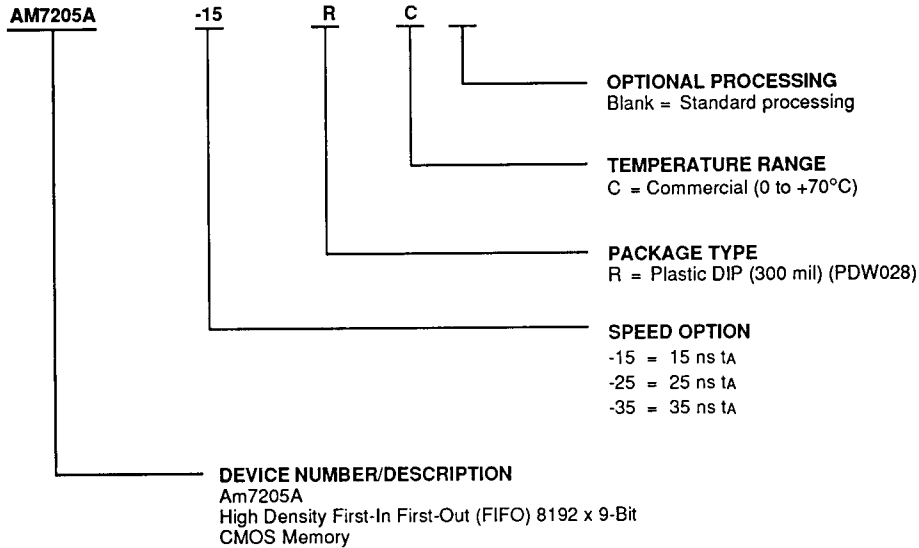 AM7205A -15 R C
OPTIONAL PROCESSING
Blank = Standard processing
TEMPERATURE RANGE
C = Commercial (0 to +70°C)
PACKAGE TYPE
R = Plastic DIP (300 mil) (PDW028)
SPEED OPTION
-15 = 15 ns tA
-25 = 25 ns tA
-35 = 35 ns tA
DEVICE NUMBER/DESCRIPTION
Am7205A
High Density First-In First-Out (FIFO) 8192 x 9-Bit
CMOS Memory